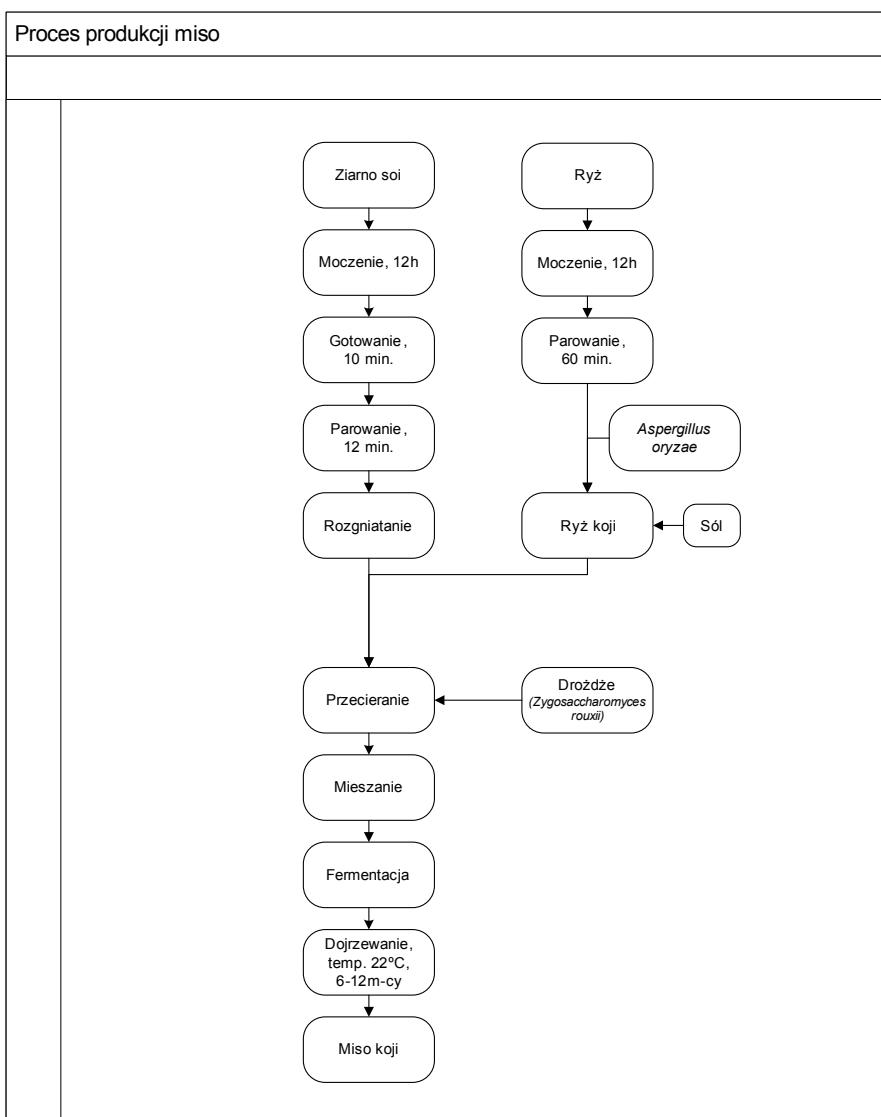 Proces produkcji miso
Ziarno soi
Ryż
Moczenie, 12h
Moczenie, 12h
Gotowanie,
10 min.
Parowanie,
60 min.
Parowanie,
12 min.
Aspergillus
oryzae
Rozgniatanie
Ryż koji
Sól
Przecieranie
Drożdże
(Zygosaccharomyces
rouxii)
Mieszanie
Fermentacja
Dojrzewanie,
temp. 22ºC,
6-12m-cy
Miso koji